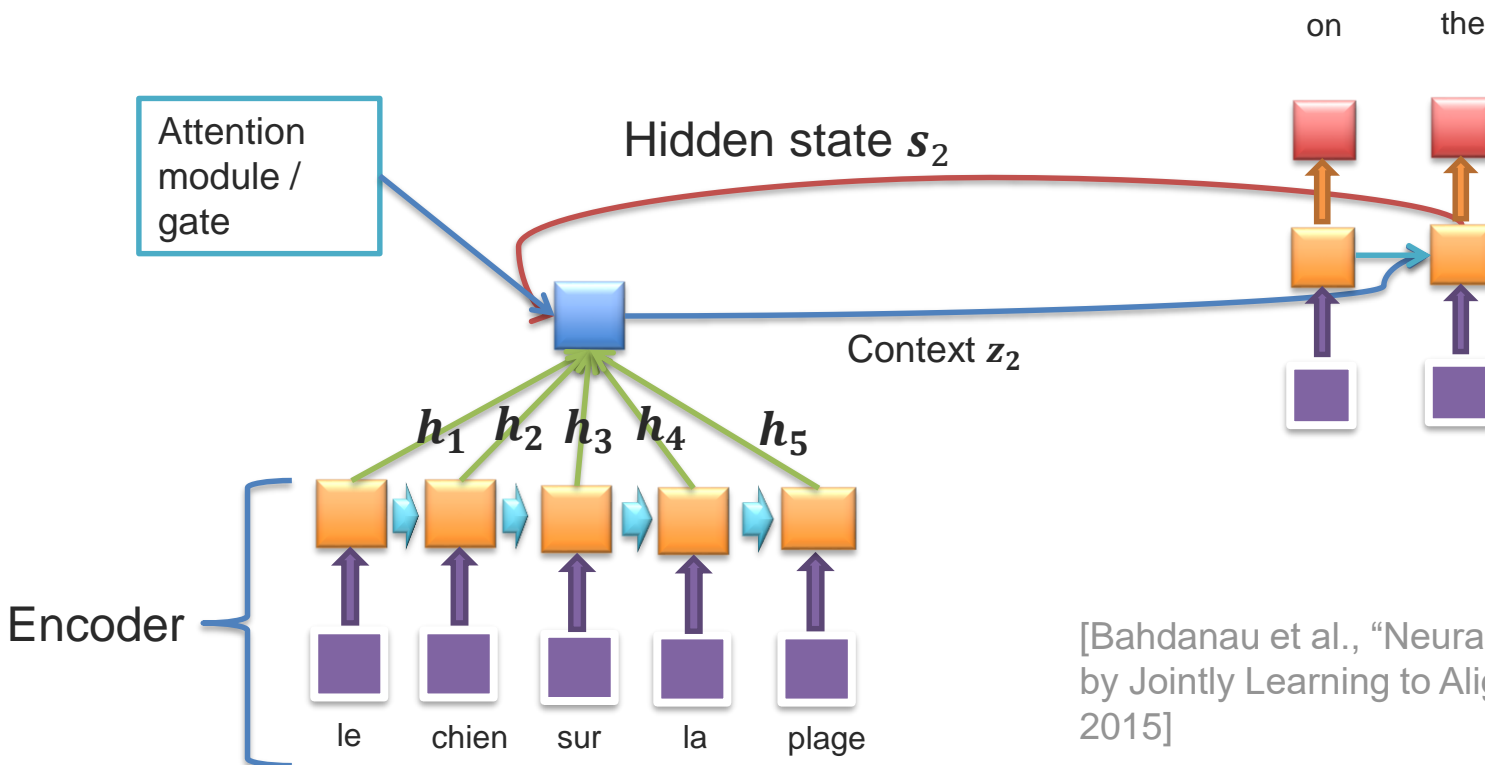 on the
Attention
module /
gate
Hidden state s₂
Context z₂
h₁ h₂ h₃ h₄ h₅
Encoder
le chien sur la plage
[Bahdanau et al., “Neura
by Jointly Learning to Alig
2015]